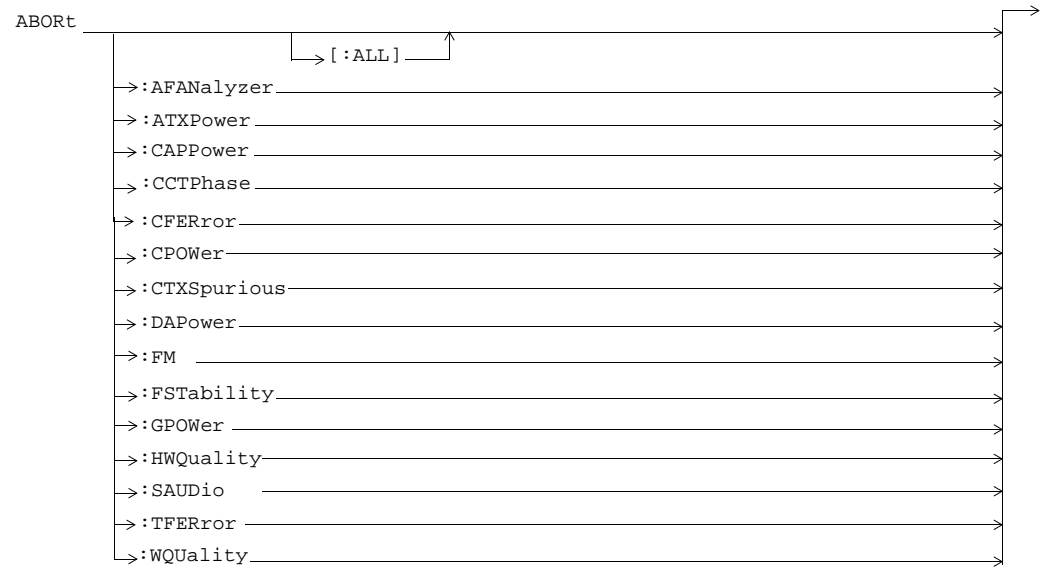 ABORt
[:ALL]
:AFANalyzer
:ATXPower
:CAPPower
:CCTPhase
:CFERror
:CPOWer
:CTXSpurious
:DAPower
:FM
:FSTability
:GPOWer
:HWQuality
:SAUDio
:TFERror
:WQUality